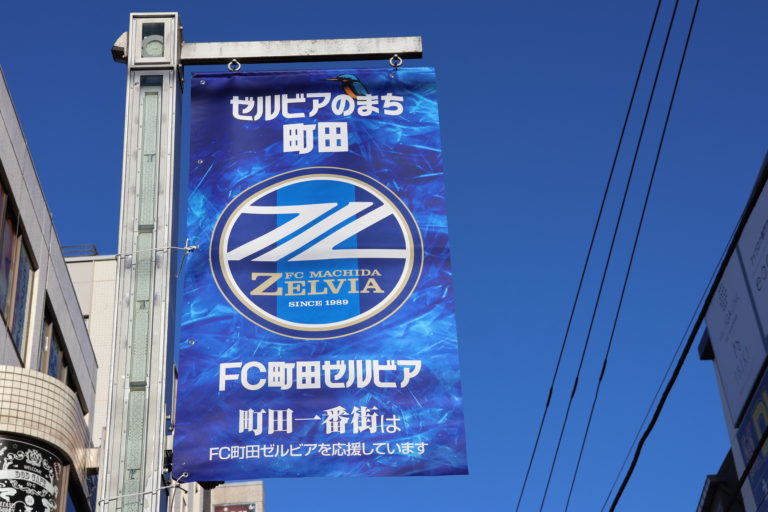 ゼルビアのまち
町田
FC MACHIDA
ZELVIA
SINCE 1989
FC町田ゼルビア
町田一番街は
FC町田ゼルビアを応援しています
WELCOME